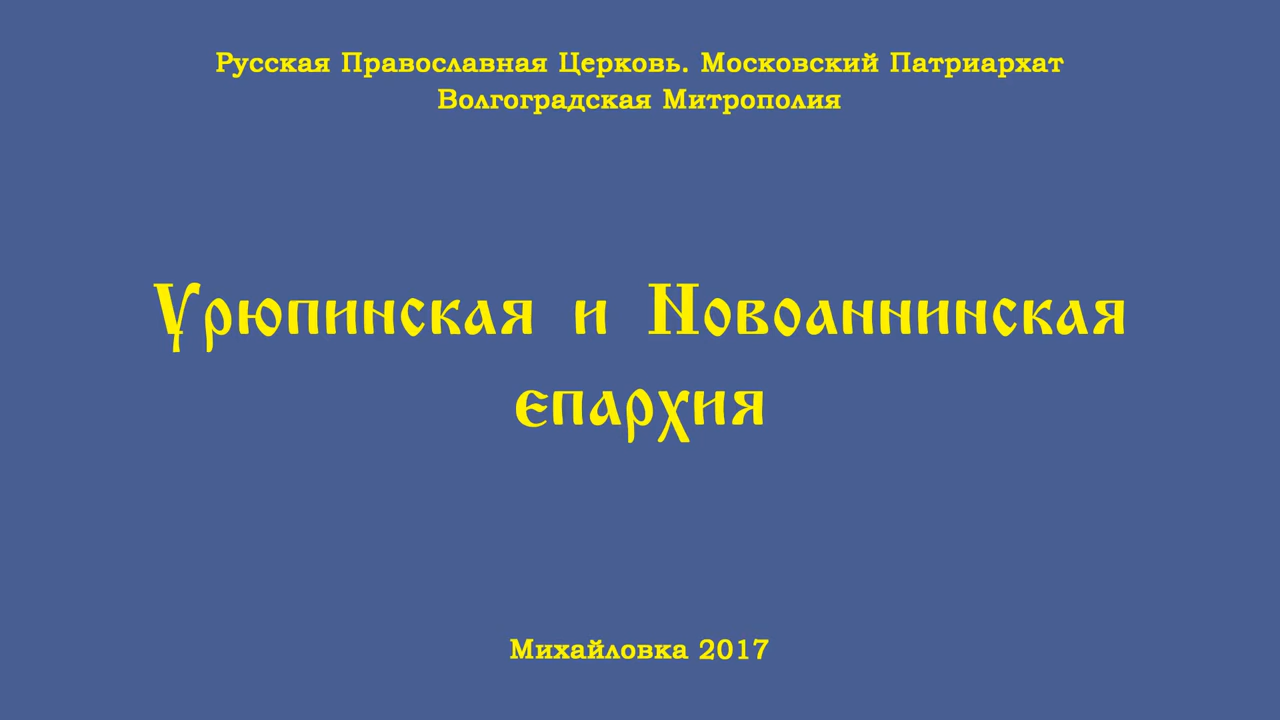 Русская Православная Церковь. Московский Патриархат
Волгоградская Митрополия
Урюпинская и Новоаннинская
епархия
Михайловка 2017